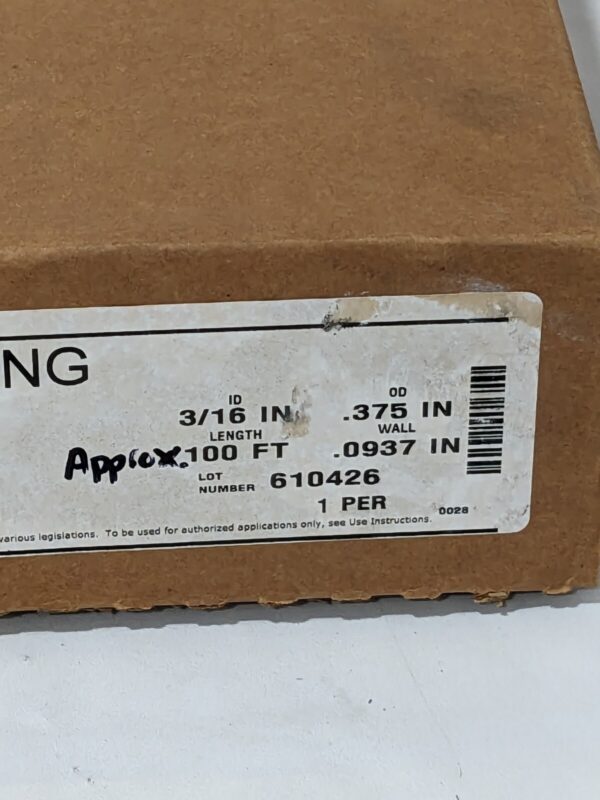 NG
ID OD
3/16 IN .375 IN
LENGTH WALL
Approx. 100 FT .0937 IN
LOT NUMBER 610426
1 PER
0028
various legislations. To be used for authorized applications only, see Use Instructions.